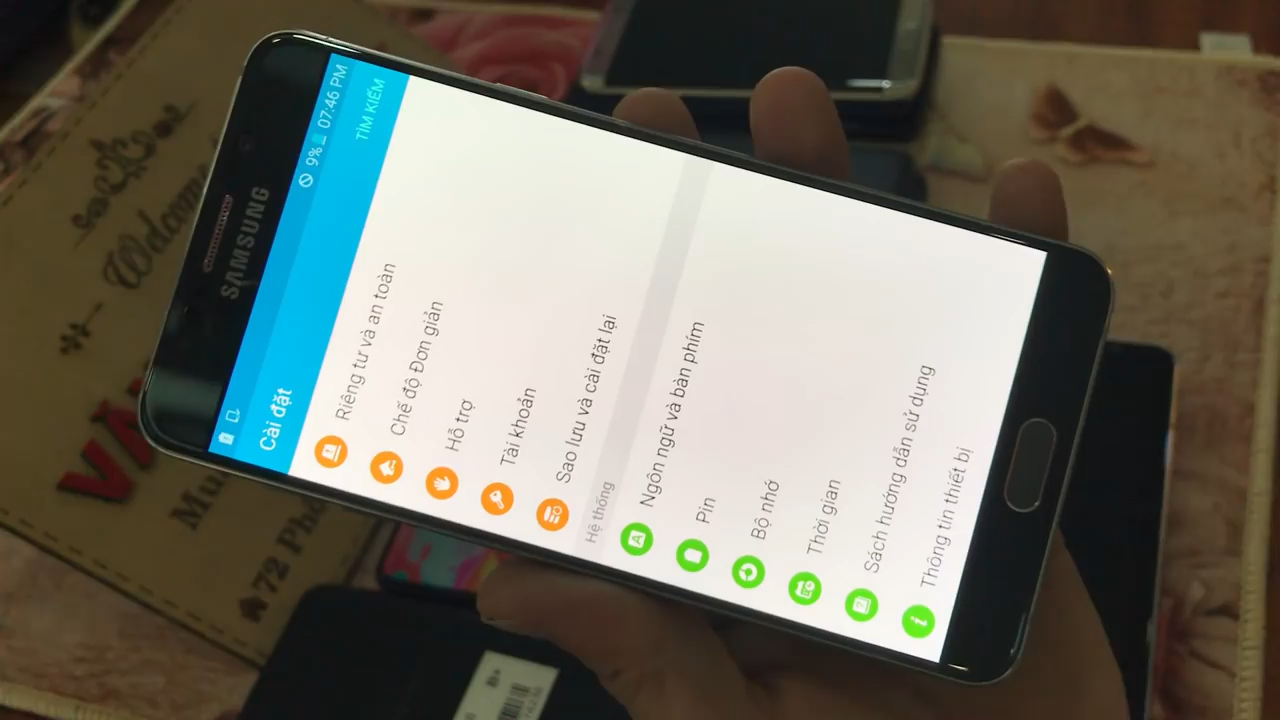 SAMSUNG
9% 07:46 PM
Cài đặt
TÌM KIẾM
Riêng tư và an toàn
Chế độ Đơn giản
Hỗ trợ
Tài khoản
Sao lưu và cài đặt lại
Hệ thống
Ngôn ngữ và bàn phím
Pin
Bộ nhớ
Thời gian
Sách hướng dẫn sử dụng
Thông tin thiết bị
Welcome
72